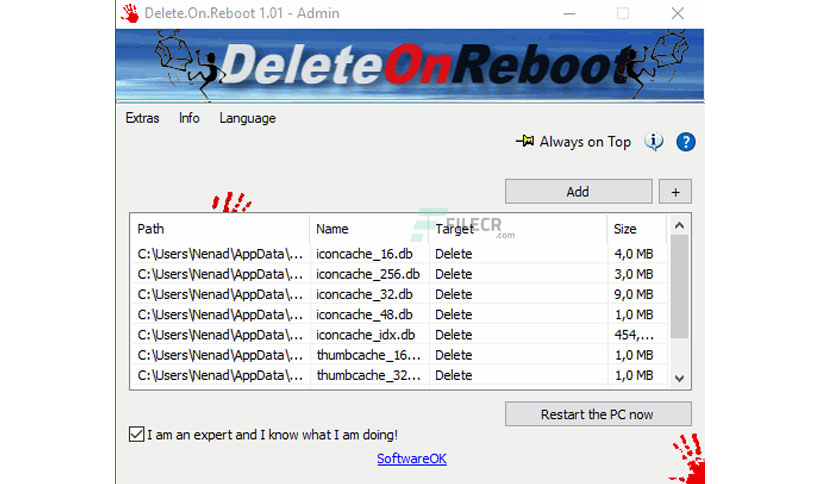 Delete.On.Reboot 1.01 - Admin
DeleteOnReboot
Extras Info Language
Always on Top
Add +
FILECR
.com
Path Name Target Size
C:\Users\Nenad\AppData\... iconcache_16.db Delete 4,0 MB
C:\Users\Nenad\AppData\... iconcache_256.db Delete 3,0 MB
C:\Users\Nenad\AppData\... iconcache_32.db Delete 9,0 MB
C:\Users\Nenad\AppData\... iconcache_48.db Delete 1,0 MB
C:\Users\Nenad\AppData\... iconcache_idx.db Delete 454,...
C:\Users\Nenad\AppData\... thumbcache_16... Delete 1,0 MB
C:\Users\Nenad\AppData\... thumbcache_32... Delete 1,0 MB
Restart the PC now
I am an expert and I know what I am doing!
SoftwareOK